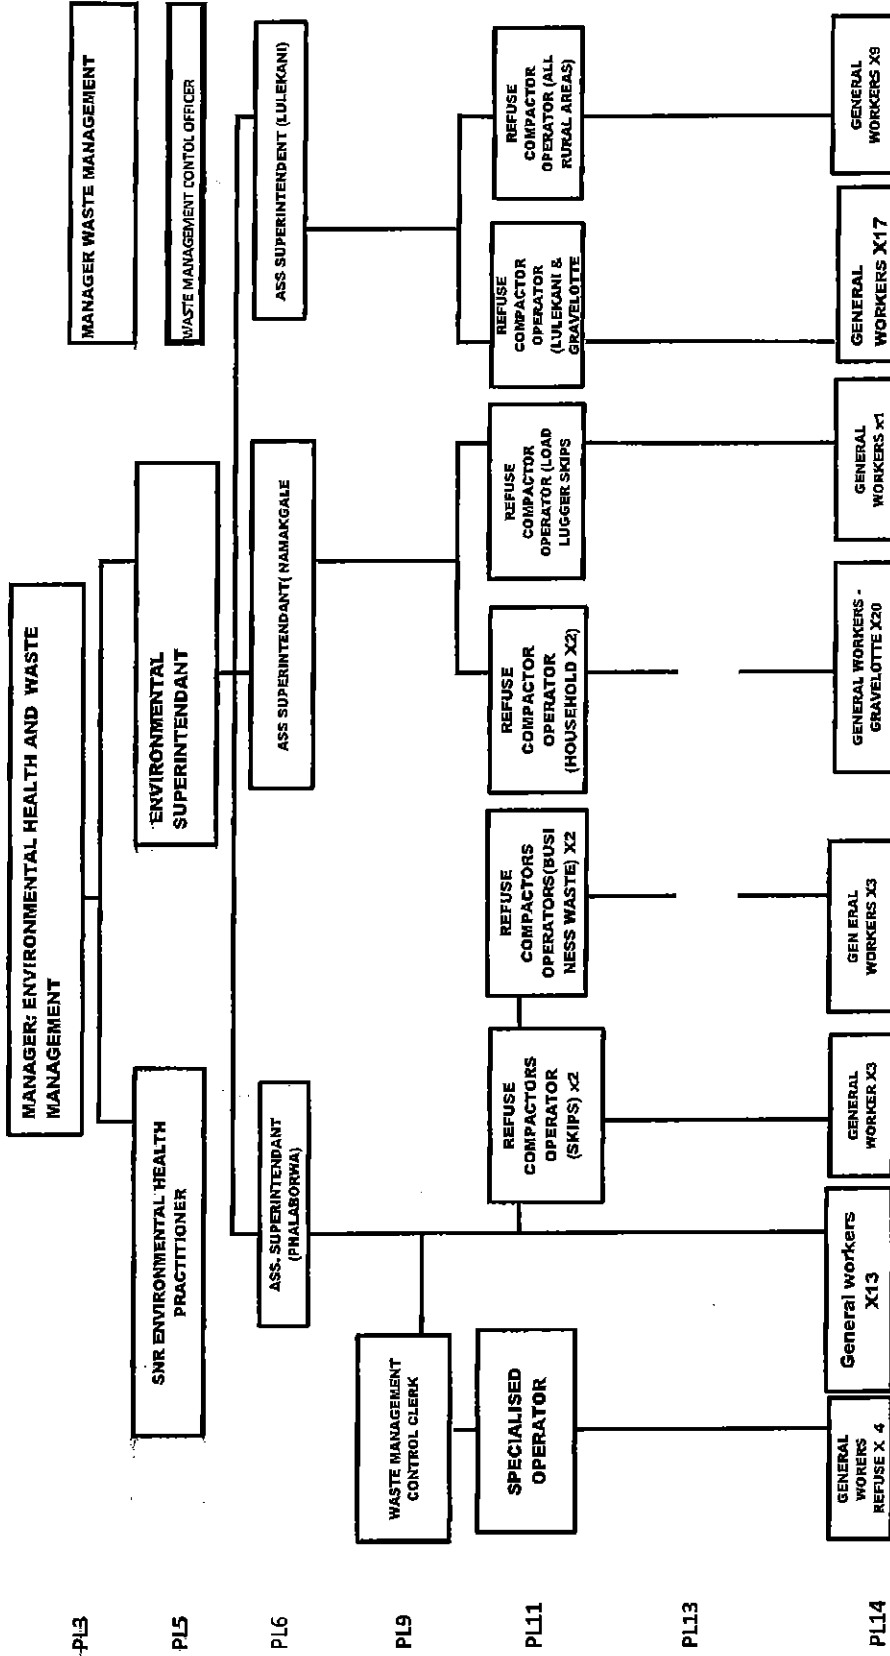 MANAGER: ENVIRONMENTAL HEALTH AND WASTE
MANAGEMENT
MANAGER WASTE MANAGEMENT
PL3
SNR ENVIRONMENTAL HEALTH
PRACTITIONER
ENVIRONMENTAL
SUPERINTENDANT
WASTE MANAGEMENT CONTOL OFFICER
PL5
ASS. SUPERINTENDANT
(PHALABORWA)
ASS SUPERINTENDANT( NAMAKGALE)
ASS SUPERINTENDENT (LULEKANI)
PL6
WASTE MANAGEMENT
CONTROL CLERK
PL9
SPECIALISED
OPERATOR
REFUSE
COMPACTORS
OPERATOR
(SKIPS) X2
REFUSE
COMPACTORS
OPERATORS(BUSI
NESS WASTE) X2
REFUSE
COMPACTOR
OPERATOR
(HOUSEHOLD X2)
REFUSE
COMPACTOR
OPERATOR (LOAD
LUGGER SKIPS
REFUSE
COMPACTOR
OPERATOR
(LULEKANI &
GRAVELOTTE
REFUSE
COMPACTOR
OPERATOR (ALL
RURAL AREAS)
PL11
PL13
GENERAL
WORERS
REFUSE X 4
General workers
X13
GENERAL
WORKER X3
GEN ERAL
WORKERS X3
GENERAL WORKERS -
GRAVELOTTE X20
GENERAL
WORKERS x1
GENERAL
WORKERS X17
GENERAL
WORKERS X9
PL14